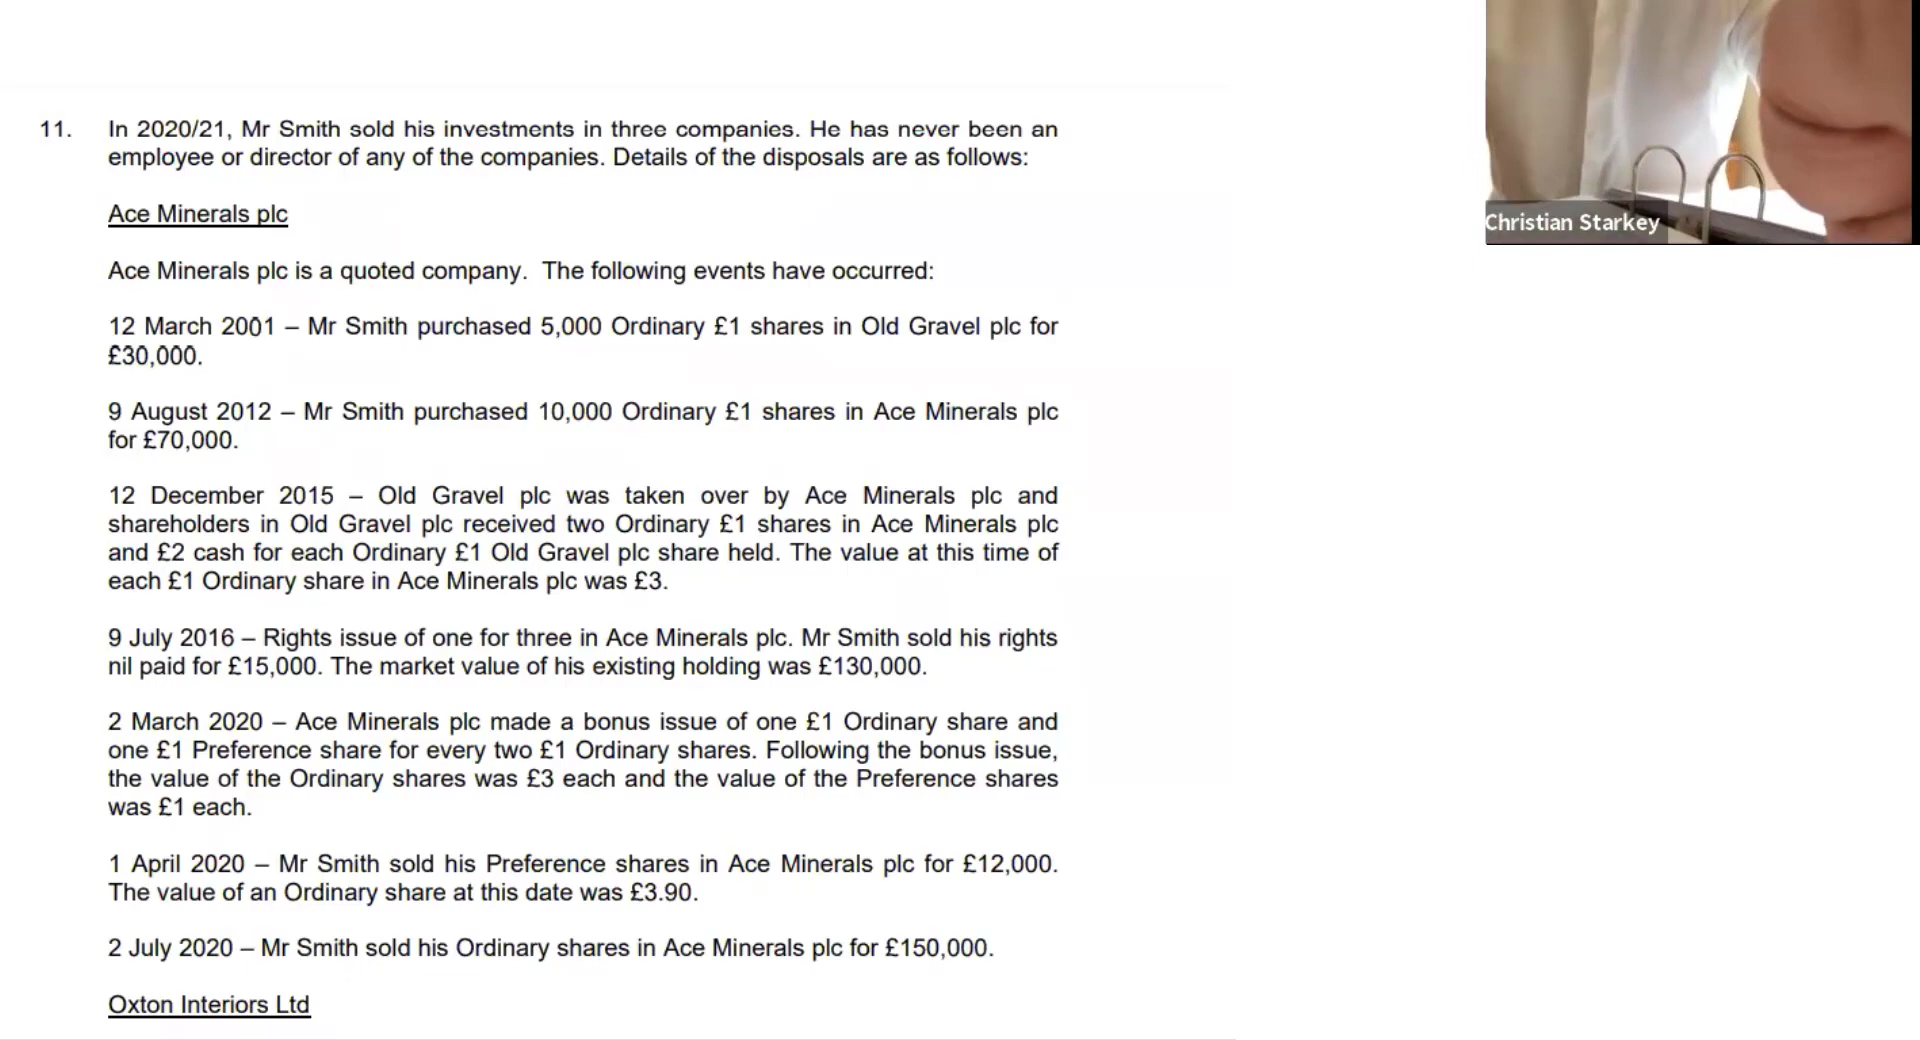 11. In 2020/21, Mr Smith sold his investments in three companies. He has never been an
employee or director of any of the companies. Details of the disposals are as follows:
Ace Minerals plc
Ace Minerals plc is a quoted company. The following events have occurred:
12 March 2001 – Mr Smith purchased 5,000 Ordinary £1 shares in Old Gravel plc for
£30,000.
9 August 2012 – Mr Smith purchased 10,000 Ordinary £1 shares in Ace Minerals plc
for £70,000.
12 December 2015 – Old Gravel plc was taken over by Ace Minerals plc and
shareholders in Old Gravel plc received two Ordinary £1 shares in Ace Minerals plc
and £2 cash for each Ordinary £1 Old Gravel plc share held. The value at this time of
each £1 Ordinary share in Ace Minerals plc was £3.
9 July 2016 – Rights issue of one for three in Ace Minerals plc. Mr Smith sold his rights
nil paid for £15,000. The market value of his existing holding was £130,000.
2 March 2020 – Ace Minerals plc made a bonus issue of one £1 Ordinary share and
one £1 Preference share for every two £1 Ordinary shares. Following the bonus issue,
the value of the Ordinary shares was £3 each and the value of the Preference shares
was £1 each.
1 April 2020 – Mr Smith sold his Preference shares in Ace Minerals plc for £12,000.
The value of an Ordinary share at this date was £3.90.
2 July 2020 – Mr Smith sold his Ordinary shares in Ace Minerals plc for £150,000.
Oxton Interiors Ltd
Christian Starkey